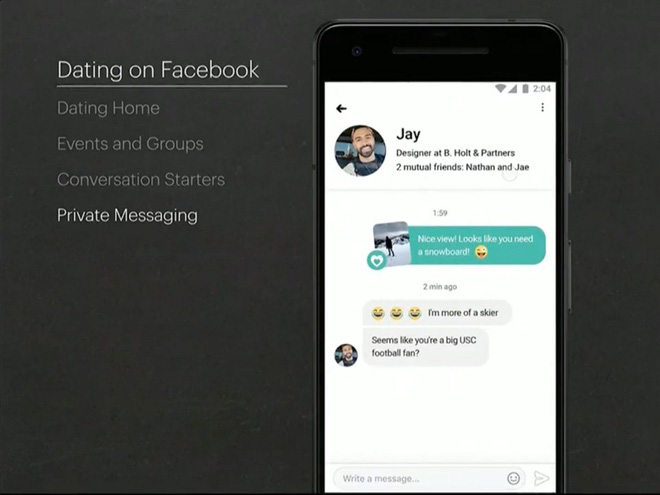 Dating on Facebook
Dating Home
Events and Groups
Conversation Starters
Private Messaging
2:04
Jay
Designer at B. Holt & Partners
2 mutual friends: Nathan and Jae
1:59
Nice view! Looks like you need
a snowboard! 😜
2 min ago
😂 😂 😂 I'm more of a skier
Seems like you're a big USC
football fan?
Write a message...